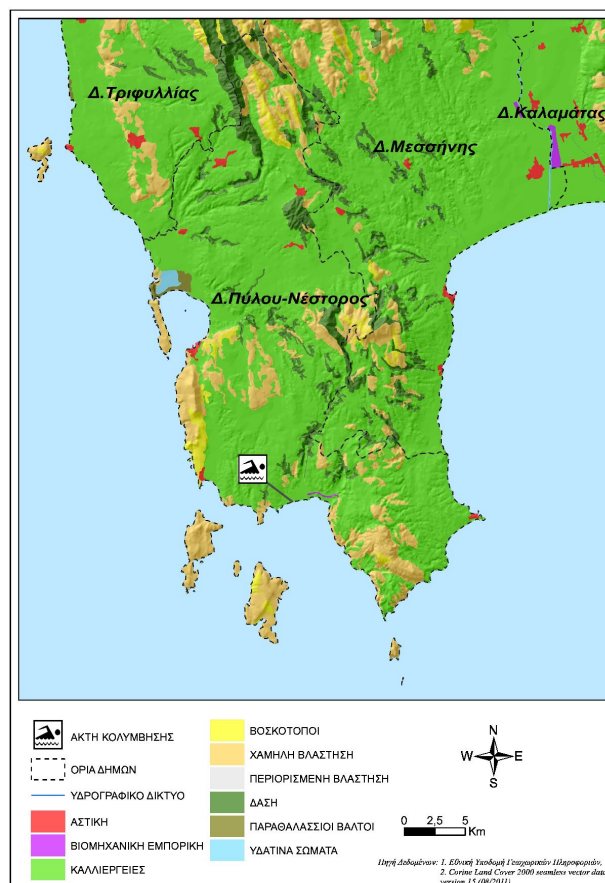 Δ.Τριφυλλίας
Δ.Καλαμάτας
Δ.Μεσσήνης
Δ.Πύλου-Νέστορος
ΑΚΤΗ ΚΟΛΥΜΒΗΣΗΣ
ΟΡΙΑ ΔΗΜΩΝ
ΥΔΡΟΓΡΑΦΙΚΟ ΔΙΚΤΥΟ
ΑΣΤΙΚΗ
ΒΙΟΜΗΧΑΝΙΚΗ ΕΜΠΟΡΙΚΗ
ΚΑΛΛΙΕΡΓΕΙΕΣ
ΒΟΣΚΟΤΟΠΟΙ
ΧΑΜΗΛΗ ΒΛΑΣΤΗΣΗ
ΠΕΡΙΟΡΙΣΜΕΝΗ ΒΛΑΣΤΗΣΗ
ΔΑΣΗ
ΠΑΡΑΘΑΛΑΣΣΙΟΙ ΒΑΛΤΟΙ
ΥΔΑΤΙΝΑ ΣΩΜΑΤΑ
N
W E
S
0 2,5 5
Km
Πηγή Δεδομένων: 1. Εθνική Υποδομή Γεωχωρικών Πληροφοριών,
2. Corine Land Cover 2000 seamless vector data
version 15 (08/2011)